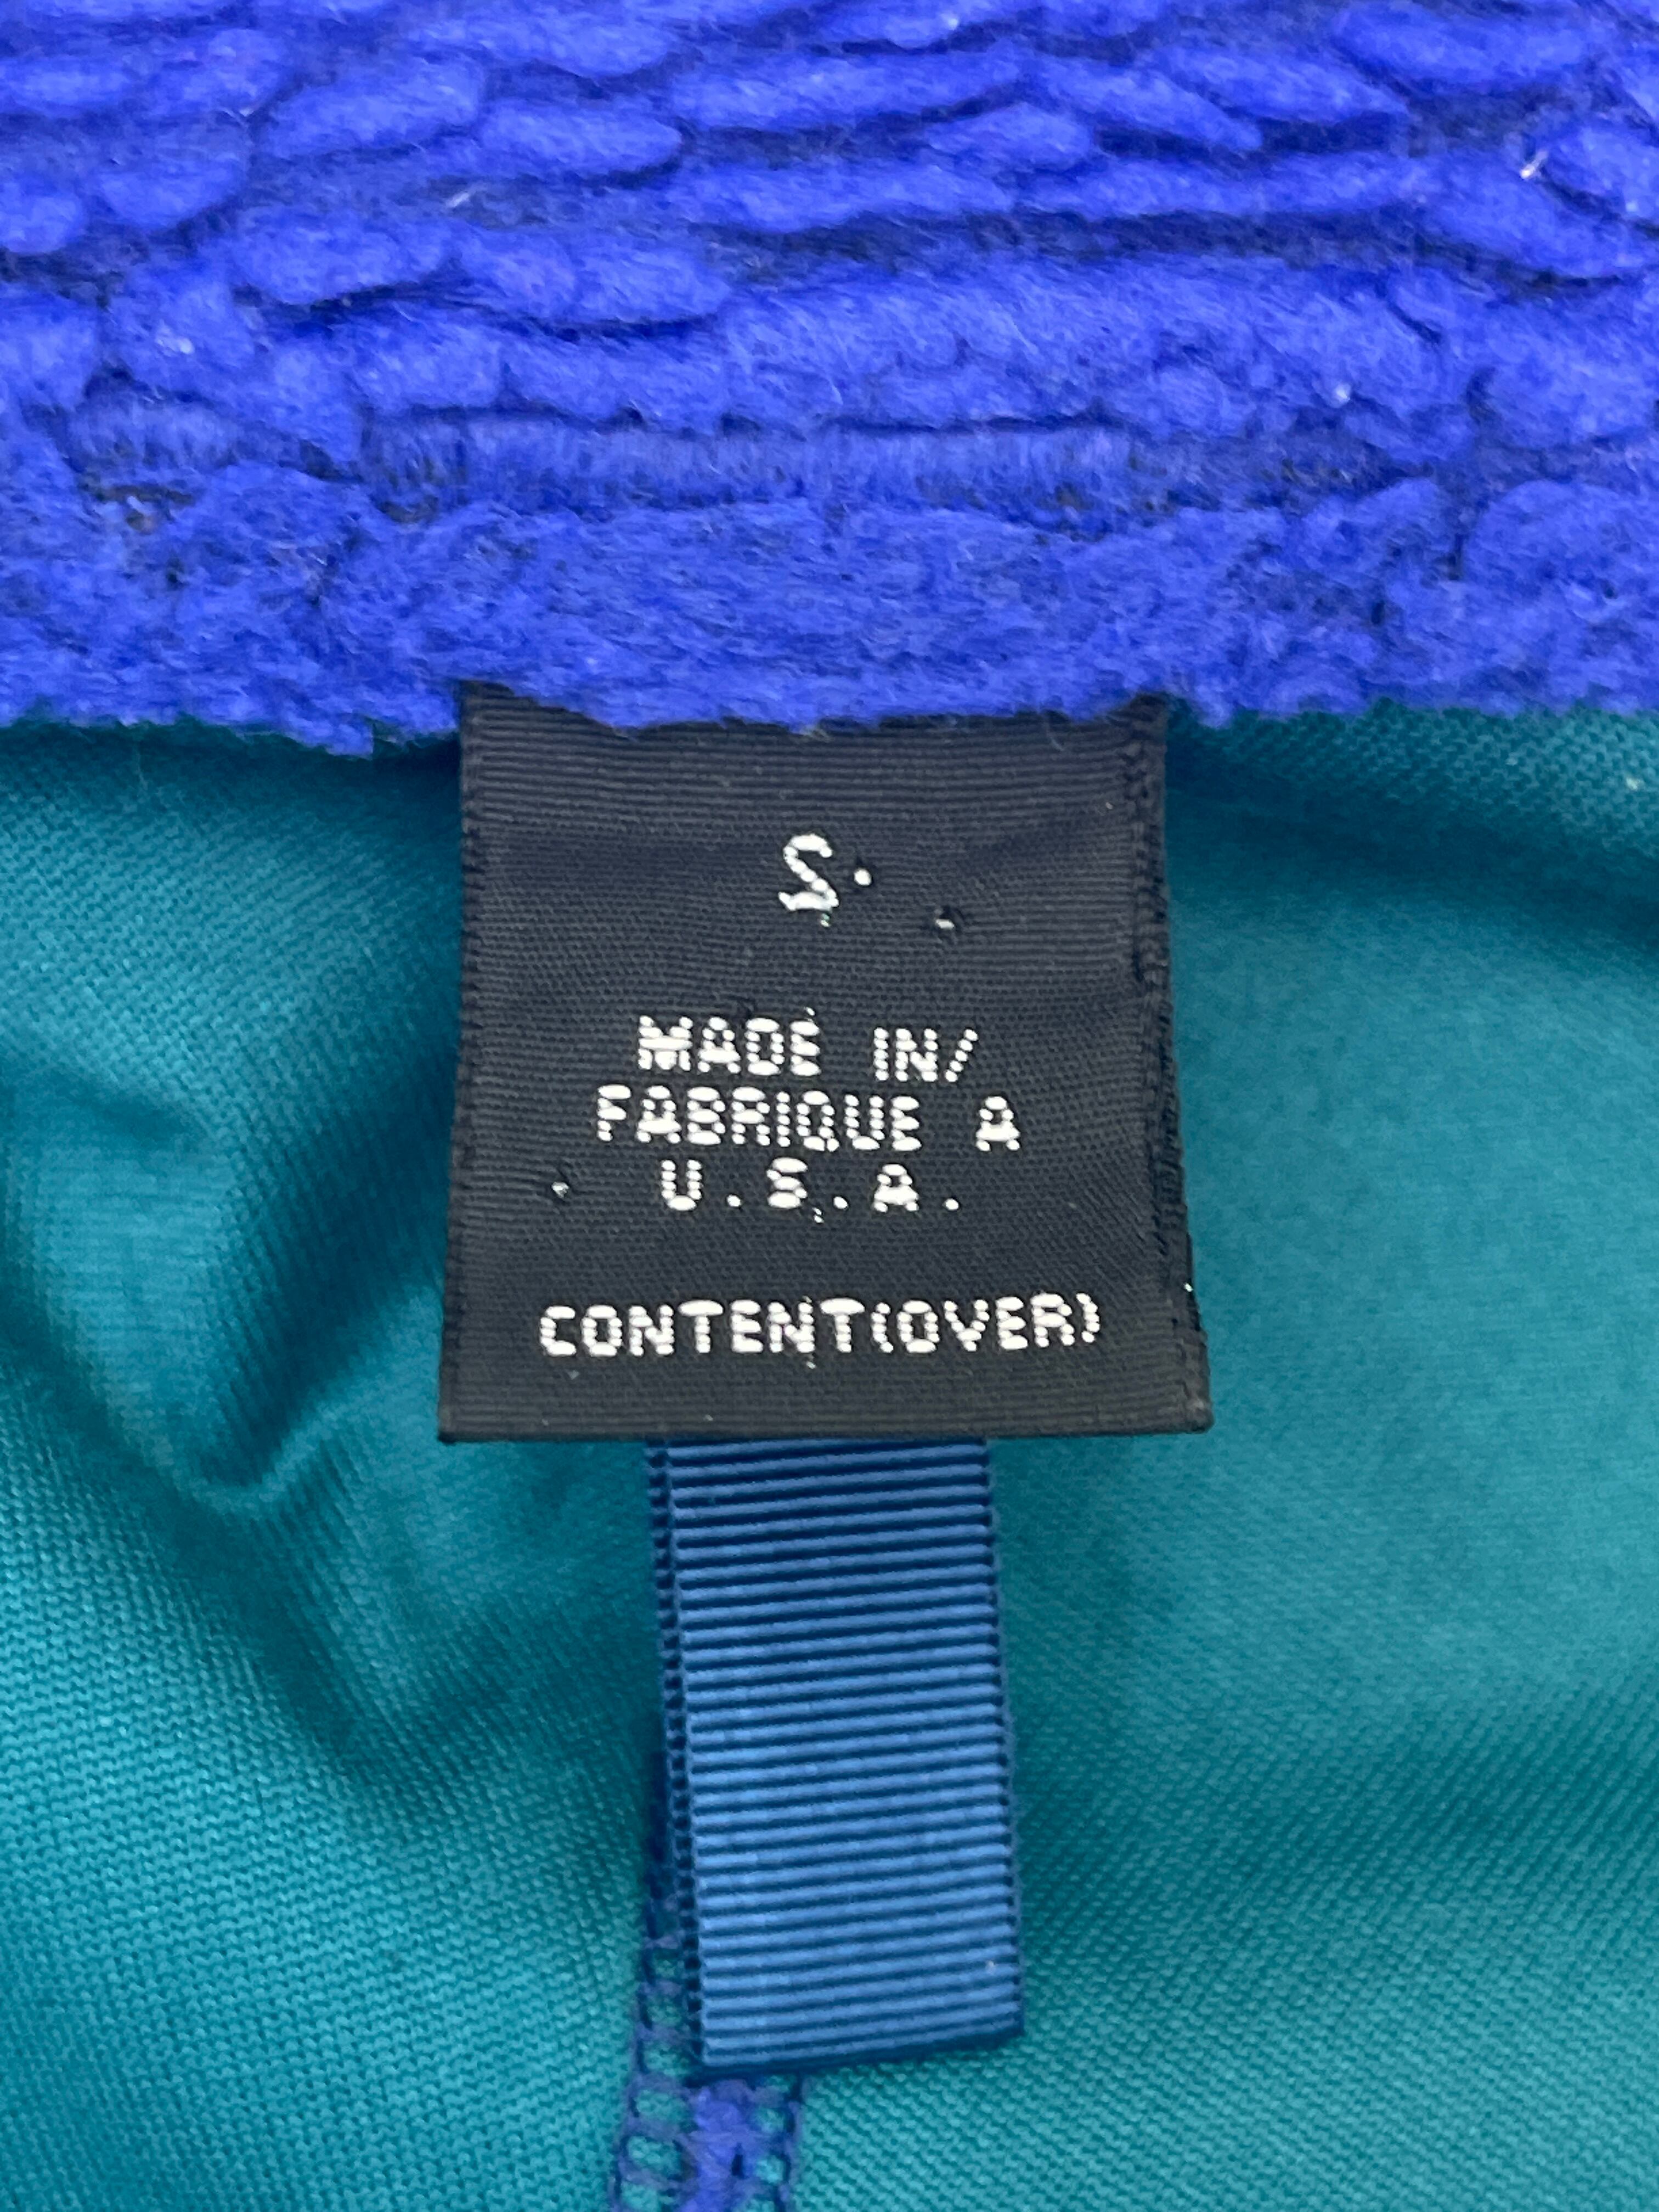 S.
MADE IN/
FABRIQUE A
U.S.A.
CONTENT(OVER)